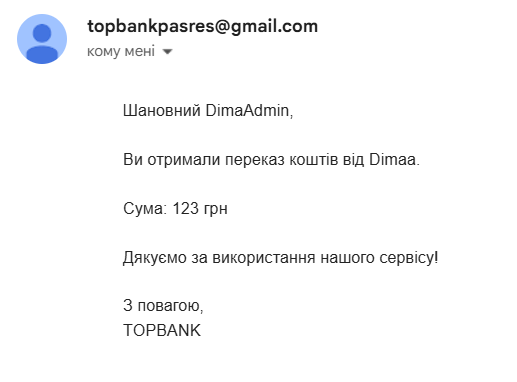 topbankpasres@gmail.com
кому мені
Шановний DimaAdmin,
Ви отримали переказ коштів від Dimaa.
Сума: 123 грн
Дякуємо за використання нашого сервісу!
З повагою,
TOPBANK